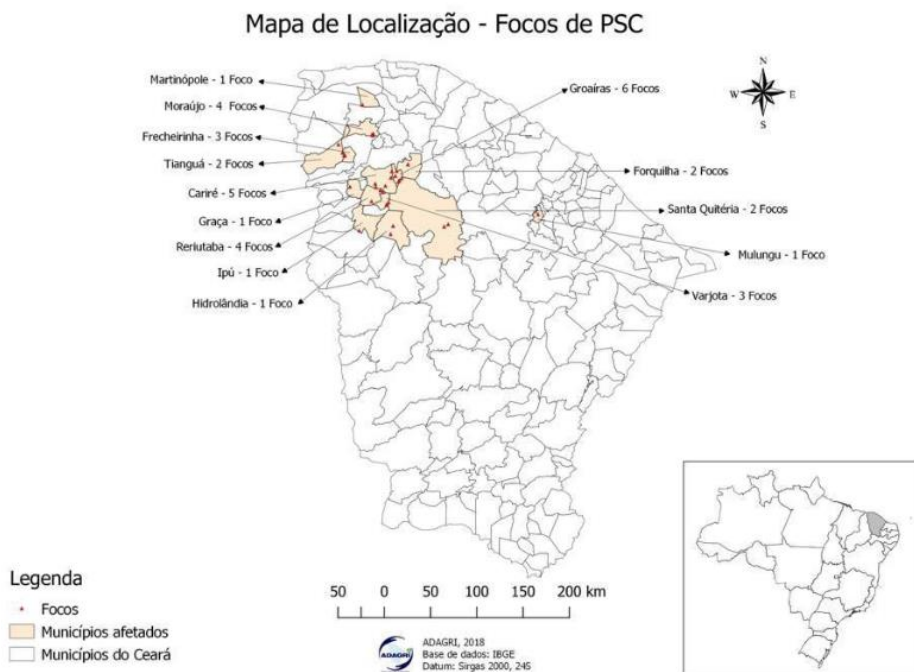 Mapa de Localização - Focos de PSC
Martinópole - 1 Foco
Moraújo - 4 Focos
Frecheirinha - 3 Focos
Tianguá - 2 Focos
Cariré - 5 Focos
Graça - 1 Foco
Reriutaba - 4 Focos
Ipú - 1 Foco
Hidrolândia - 1 Foco
Groaíras - 6 Focos
Forquilha - 2 Focos
Santa Quitéria - 2 Focos
Mulungu - 1 Foco
Varjota - 3 Focos
N
W E
S
Legenda
Focos
Municípios afetados
Municípios do Ceará
50 0 50 100 150 200 km
ADAGRI
ADAGRI, 2018
Base de dados: IBGE
Datum: Sirgas 2000, 24S